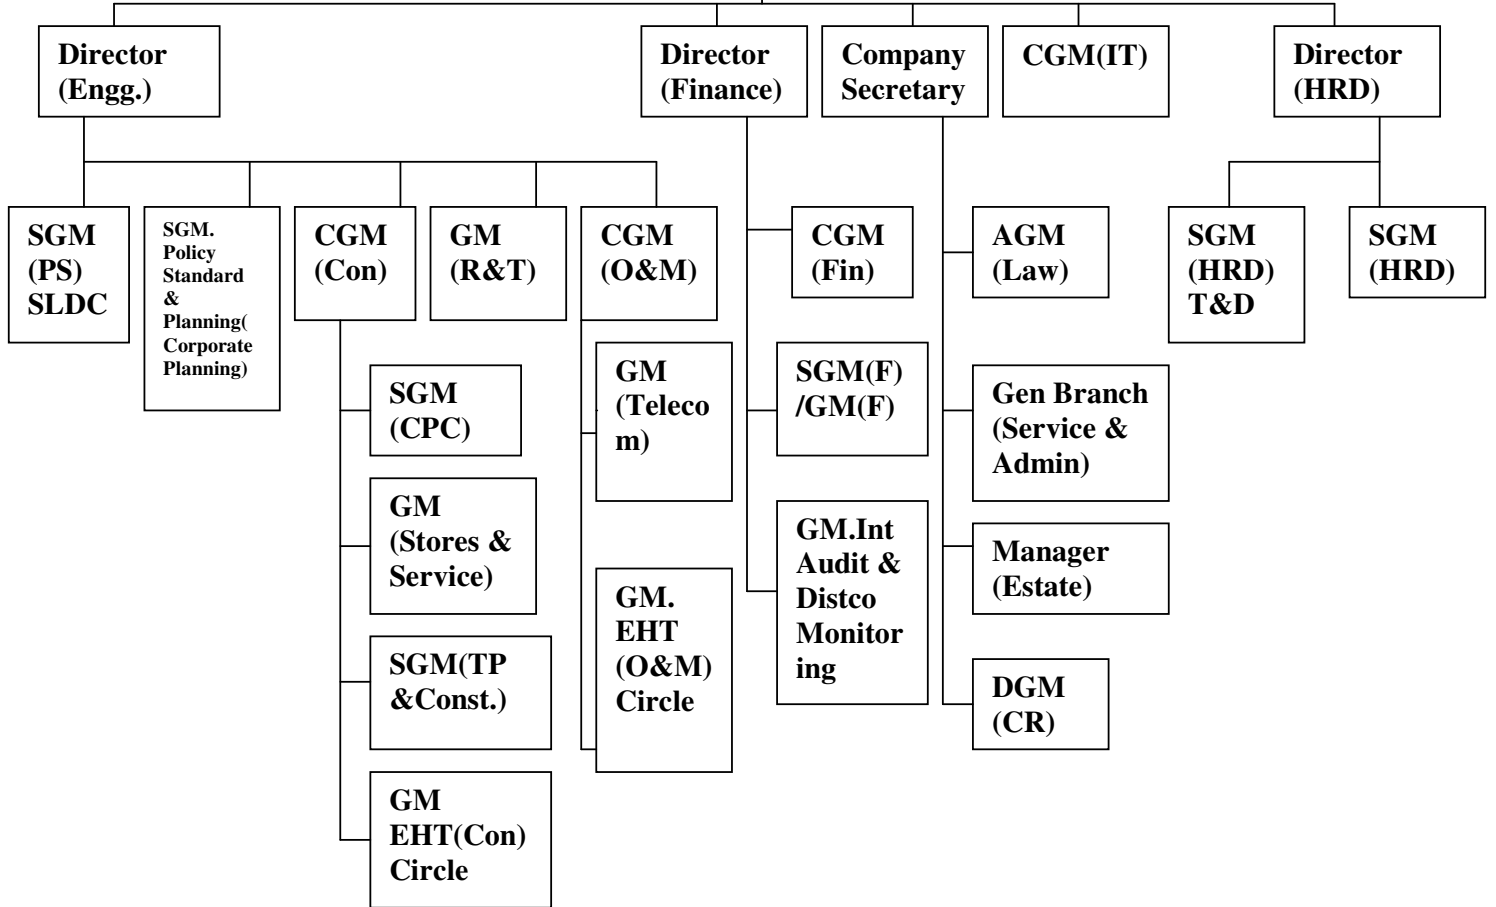 Director
(Engg.)
Director
(Finance)
Company
Secretary
CGM(IT)
Director
(HRD)
SGM
(PS)
SLDC
SGM.
Policy
Standard
&
Planning(
Corporate
Planning)
CGM
(Con)
GM
(R&T)
CGM
(O&M)
CGM
(Fin)
AGM
(Law)
SGM
(HRD)
T&D
SGM
(HRD)
SGM
(CPC)
GM
(Stores &
Service)
SGM(TP
&Const.)
GM
EHT(Con)
Circle
GM
(Teleco
m)
GM.
EHT
(O&M)
Circle
SGM(F)
/GM(F)
GM.Int
Audit &
Distco
Monitor
ing
Gen Branch
(Service &
Admin)
Manager
(Estate)
DGM
(CR)